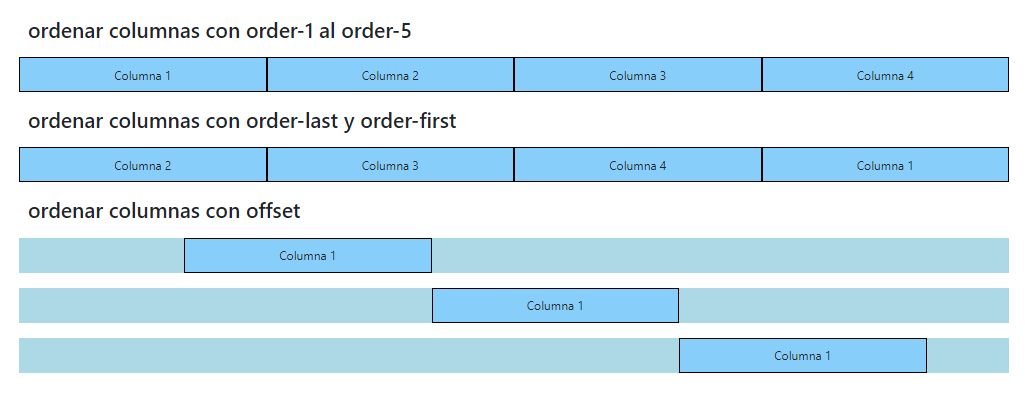 ordenar columnas con order-1 al order-5
Columna 1 Columna 2 Columna 3 Columna 4
ordenar columnas con order-last y order-first
Columna 2 Columna 3 Columna 4 Columna 1
ordenar columnas con offset
Columna 1
Columna 1
Columna 1